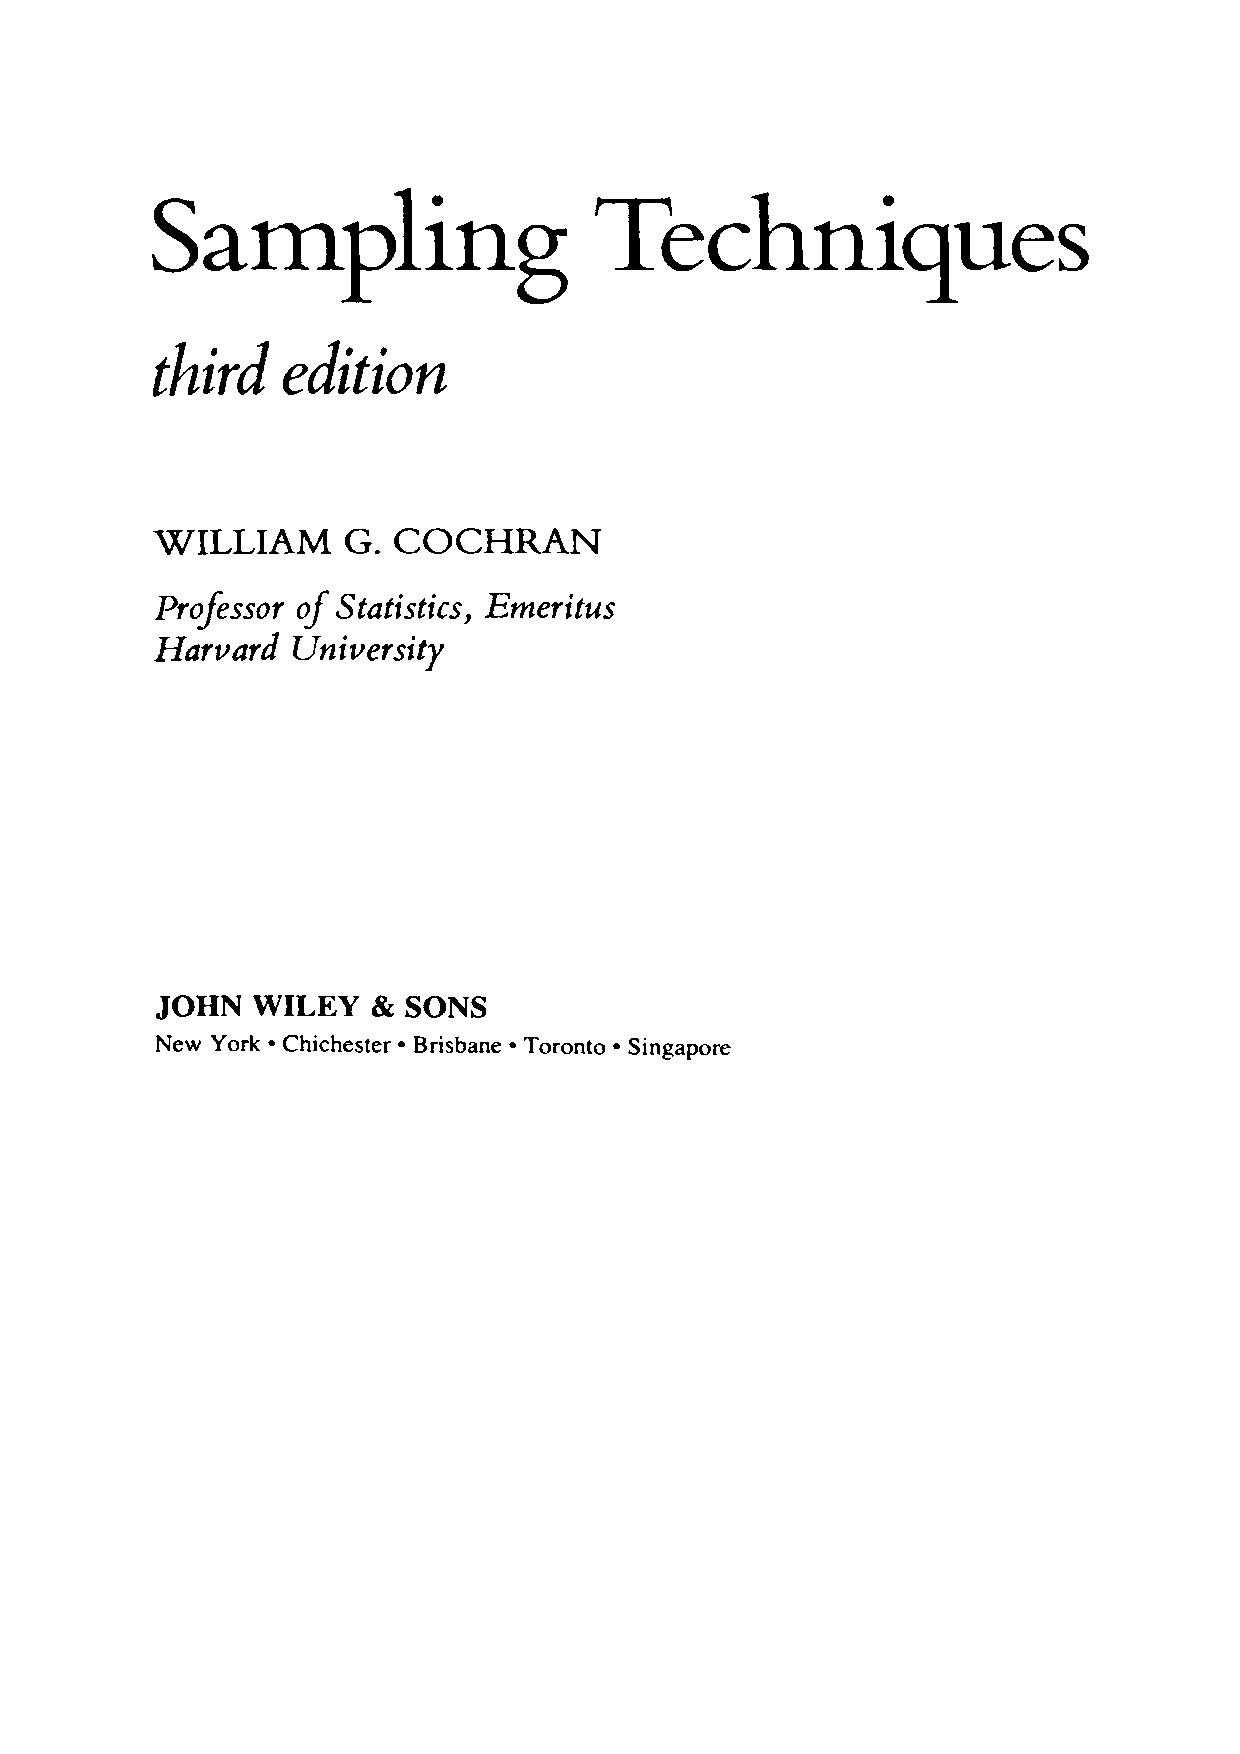 Sampling Techniques
third edition
WILLIAM G. COCHRAN
Professor of Statistics, Emeritus
Harvard University
JOHN WILEY & SONS
New York • Chichester • Brisbane • Toronto • Singapore